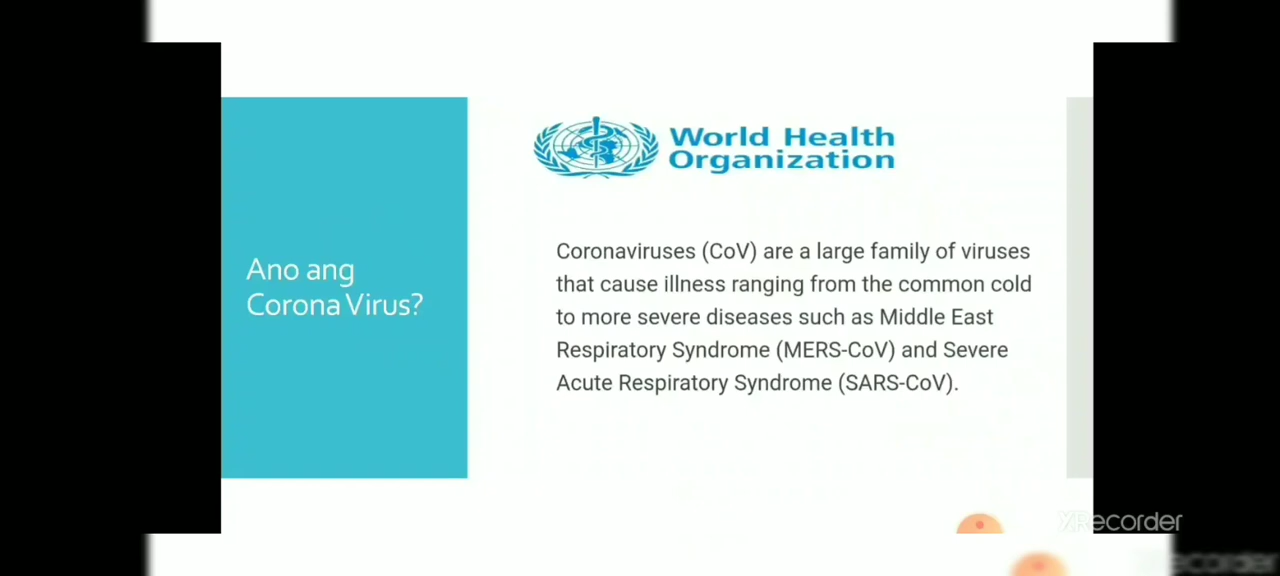 World Health
Organization
Ano ang
Corona Virus?
Coronaviruses (CoV) are a large family of viruses
that cause illness ranging from the common cold
to more severe diseases such as Middle East
Respiratory Syndrome (MERS-CoV) and Severe
Acute Respiratory Syndrome (SARS-CoV).
XRecorder
Recorder